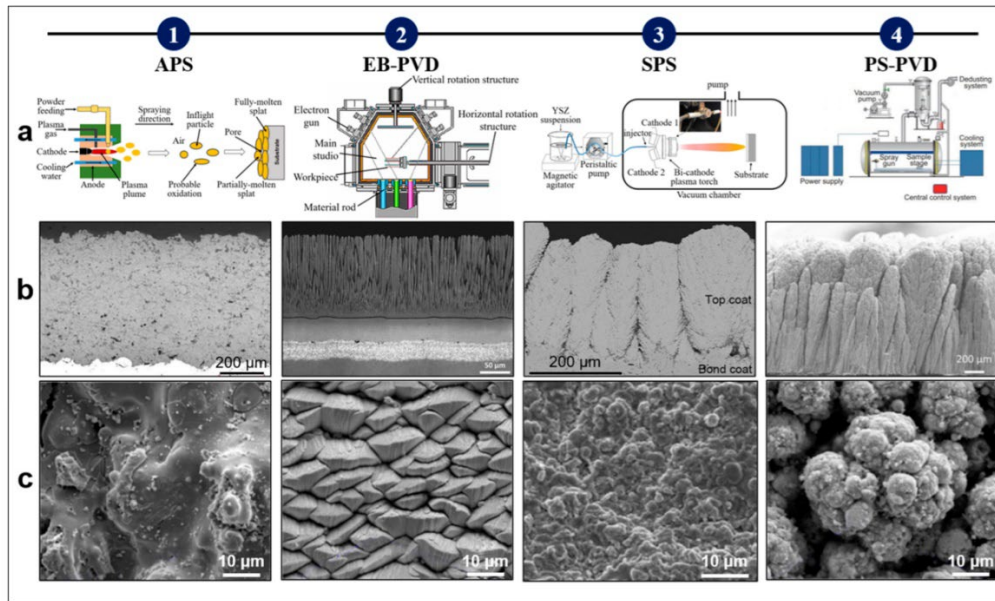 1
2
3
4
APS
EB-PVD
SPS
PS-PVD
a
Powder
feeding
Plasma
gas
Cathode
Cooling
water
Anode
Plasma
plume
Spraying
direction
Inflight
particle
Air
Probable
oxidation
Fully-molten
splat
Pore
Substrate
Partially-molten
splat
Vertical rotation structure
Electron
gun
Horizontal rotation
structure
Main
studio
Workpiece
Material rod
YSZ
suspension
Magnetic
agitator
Peristaltic
pump
injector
Cathode 1
Cathode 2
Bi-cathode
plasma torch
Substrate
Vacuum chamber
pump
Vacuum
pump
Dedusting
system
Cooling
system
Spray
gun
Sample
stage
Power supply
Central control system
b
200 µm
50 µm
Top coat
200 µm
Bond coat
200 µm
c
10 µm
10 µm
10 µm
10 µm